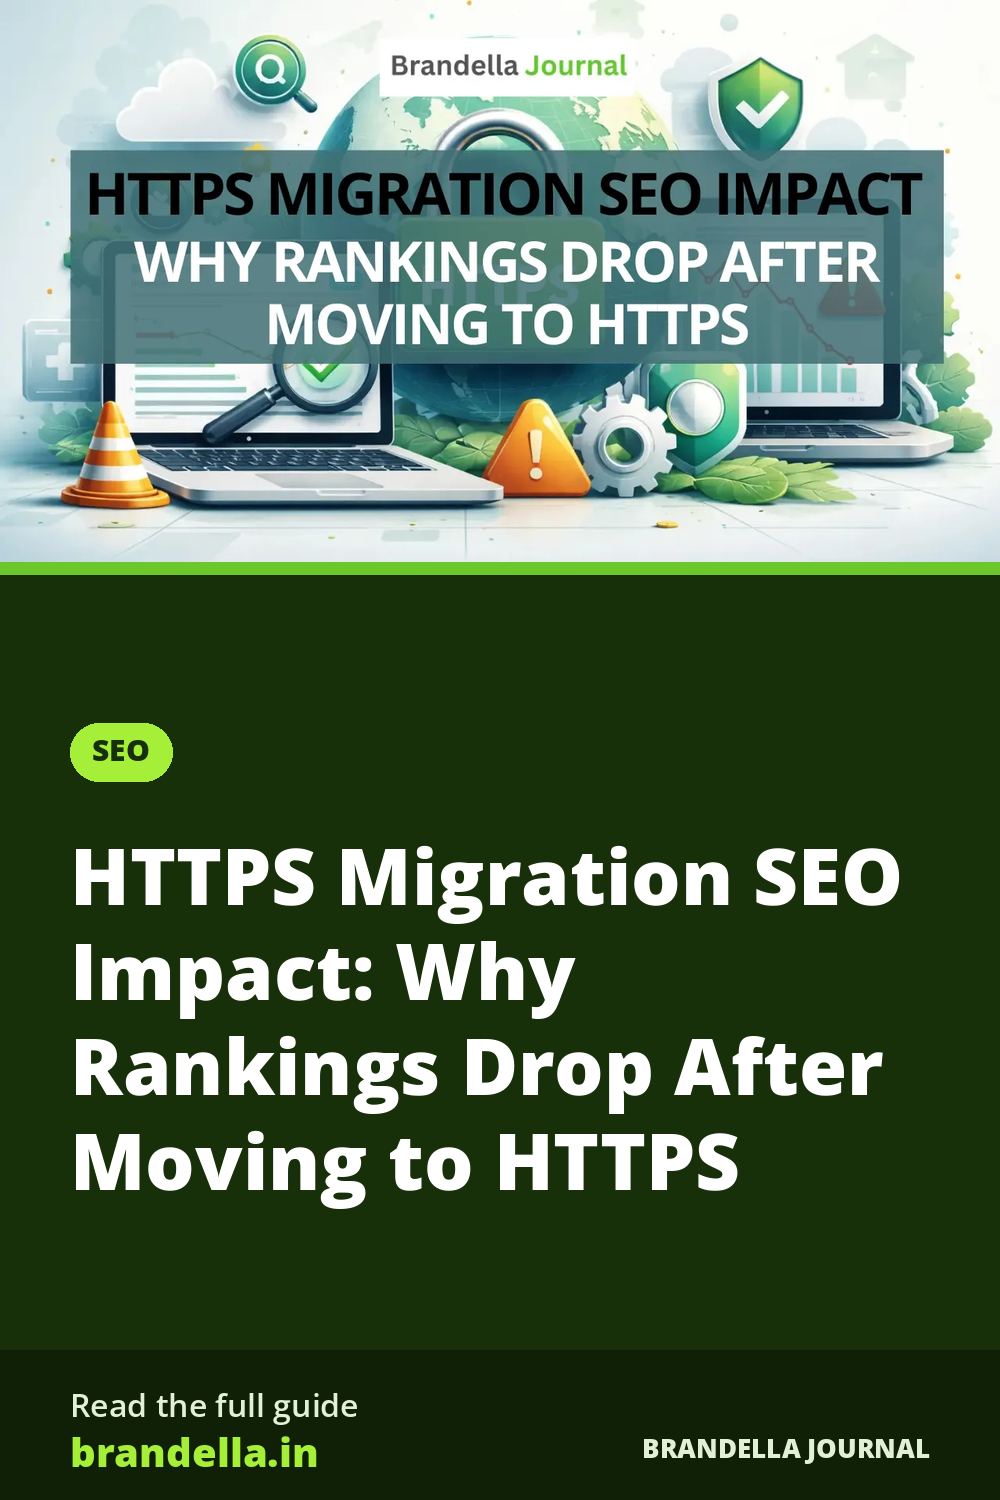 Brandella Journal
HTTPS MIGRATION SEO IMPACT
WHY RANKINGS DROP AFTER
MOVING TO HTTPS
SEO
HTTPS Migration SEO
Impact: Why
Rankings Drop After
Moving to HTTPS
Read the full guide
brandella.in
BRANDELLA JOURNAL